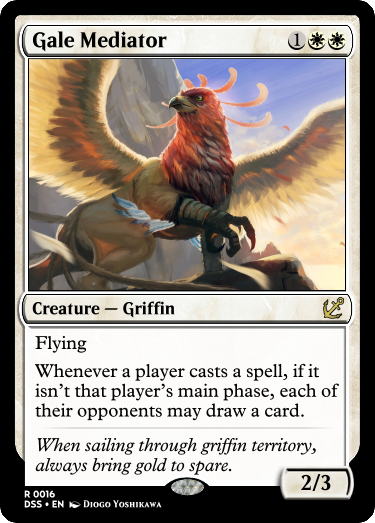 Gale Mediator 1
Creature — Griffin
Flying
Whenever a player casts a spell, if it
isn't that player's main phase, each of
their opponents may draw a card.
When sailing through griffin territory,
always bring gold to spare.
2/3
R 0016
DSS • EN Diogo Yoshikawa